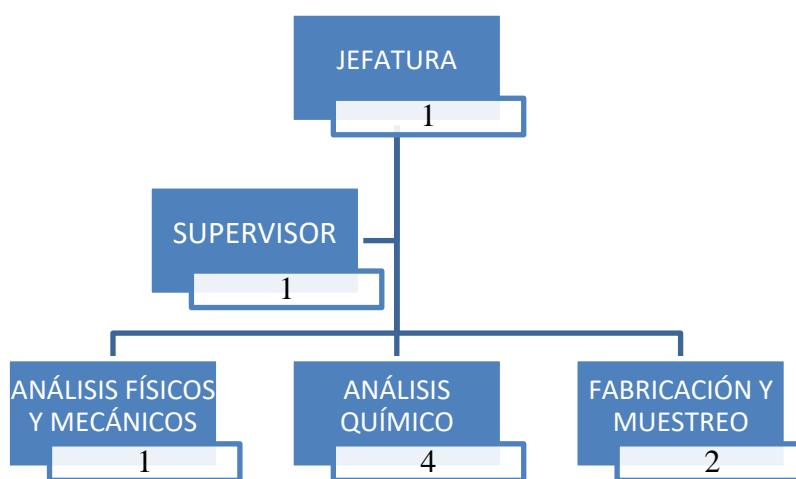 JEFATURA
1
SUPERVISOR
1
ANÁLISIS FÍSICOS
Y MECÁNICOS
1
ANÁLISIS
QUÍMICO
4
FABRICACIÓN Y
MUESTREO
2